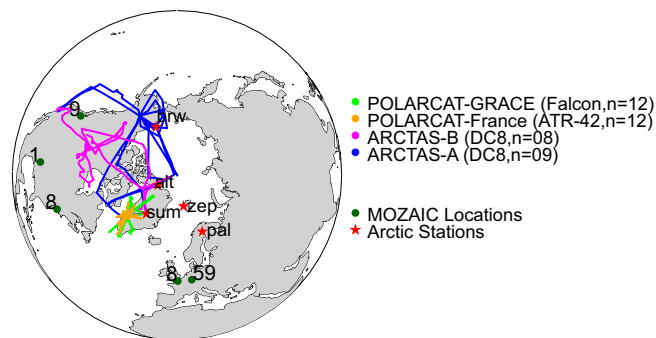 brw
9
1
alt
8
sum
zep
pal
8
59
POLARCAT-GRACE (Falcon,n=12)
POLARCAT-France (ATR-42,n=12)
ARCTAS-B (DC8,n=08)
ARCTAS-A (DC8,n=09)
MOZAIC Locations
Arctic Stations